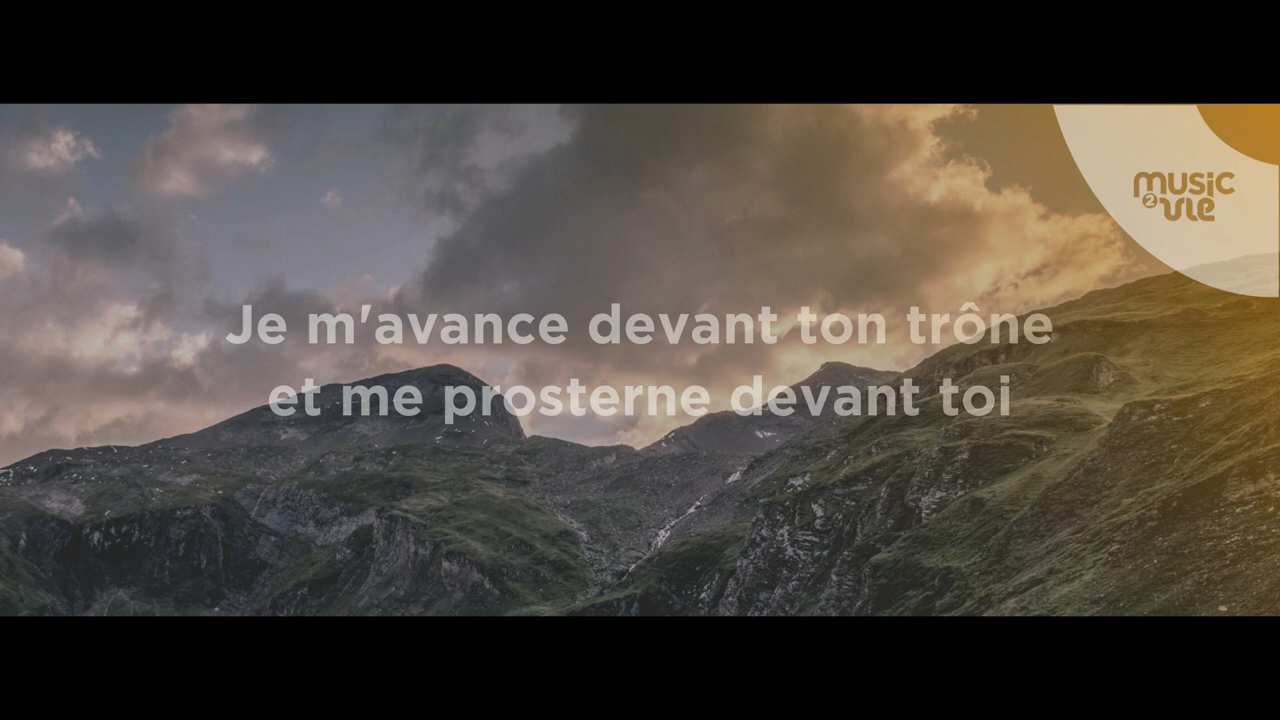 music
2 vie
Je m'avance devant ton trône
et me prosterne devant toi